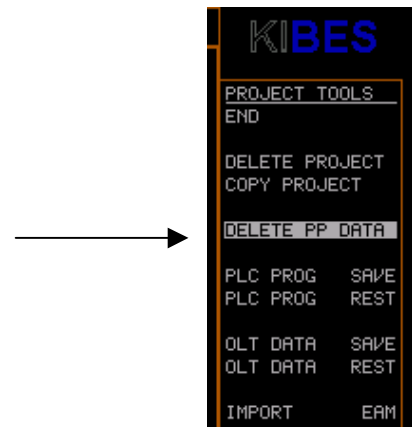 KIBES
PROJECT TOOLS
END
DELETE PROJECT
COPY PROJECT
DELETE PP DATA
PLC PROG SAVE
PLC PROG REST
OLT DATA SAVE
OLT DATA REST
IMPORT EAM